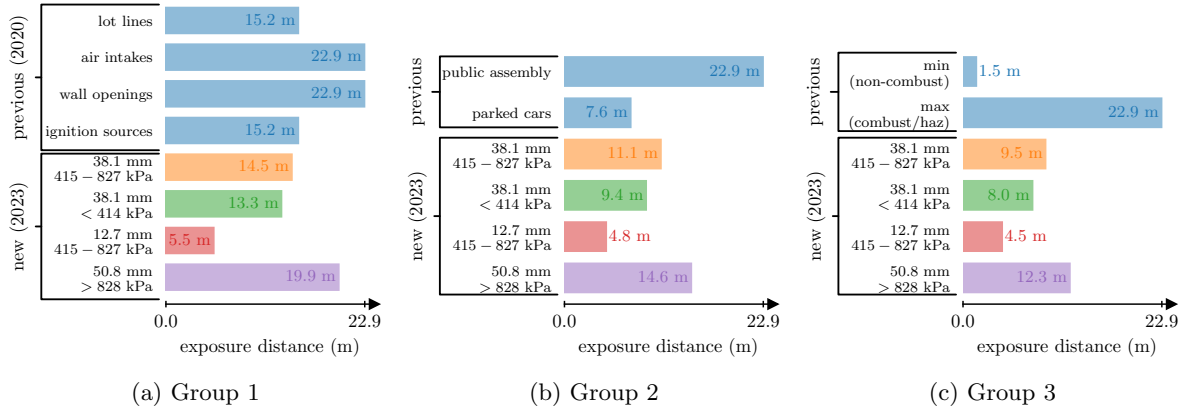 previous (2020)
lot lines
15.2 m
air intakes
22.9 m
wall openings
22.9 m
ignition sources
15.2 m
new (2023)
38.1 mm
415 – 827 kPa
14.5 m
38.1 mm
< 414 kPa
13.3 m
12.7 mm
415 – 827 kPa
5.5 m
50.8 mm
> 828 kPa
19.9 m
0.0
22.9
exposure distance (m)
(a) Group 1
previous
public assembly
22.9 m
parked cars
7.6 m
new (2023)
38.1 mm
415 – 827 kPa
11.1 m
38.1 mm
< 414 kPa
9.4 m
12.7 mm
415 – 827 kPa
4.8 m
50.8 mm
> 828 kPa
14.6 m
0.0
22.9
exposure distance (m)
(b) Group 2
previous
min
(non-combust)
1.5 m
max
(combust/haz)
22.9 m
new (2023)
38.1 mm
415 – 827 kPa
9.5 m
38.1 mm
< 414 kPa
8.0 m
12.7 mm
415 – 827 kPa
4.5 m
50.8 mm
> 828 kPa
12.3 m
0.0
22.9
exposure distance (m)
(c) Group 3